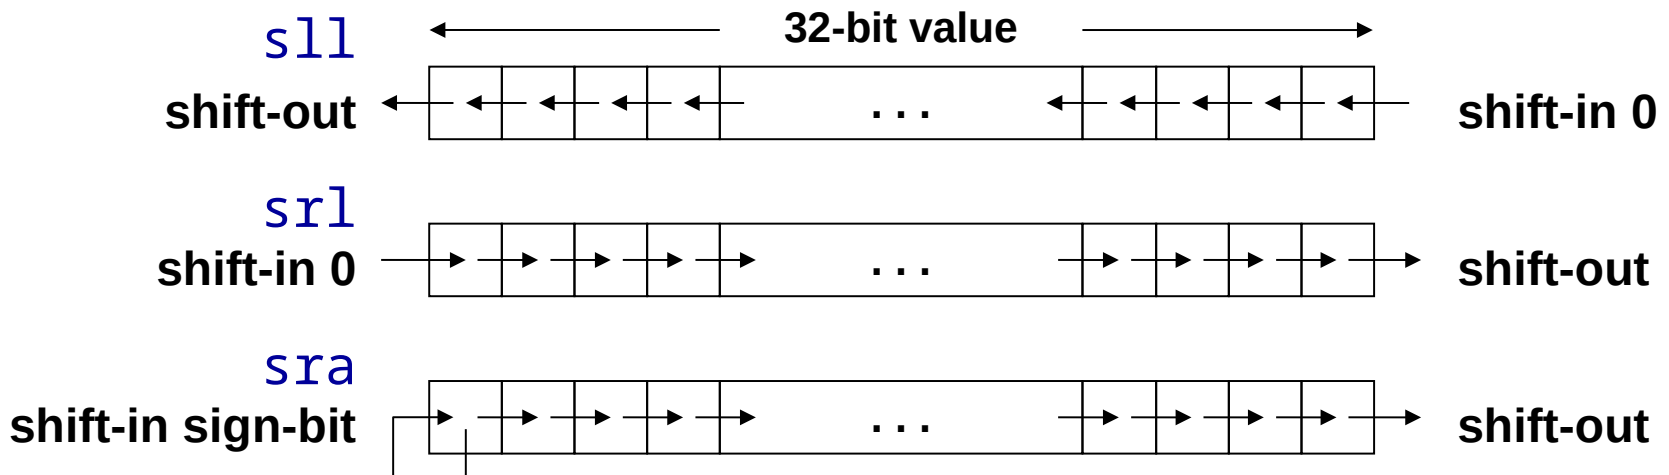 sll
32-bit value
shift-out ... shift-in 0
srl
shift-in 0 ... shift-out
sra
shift-in sign-bit ... shift-out